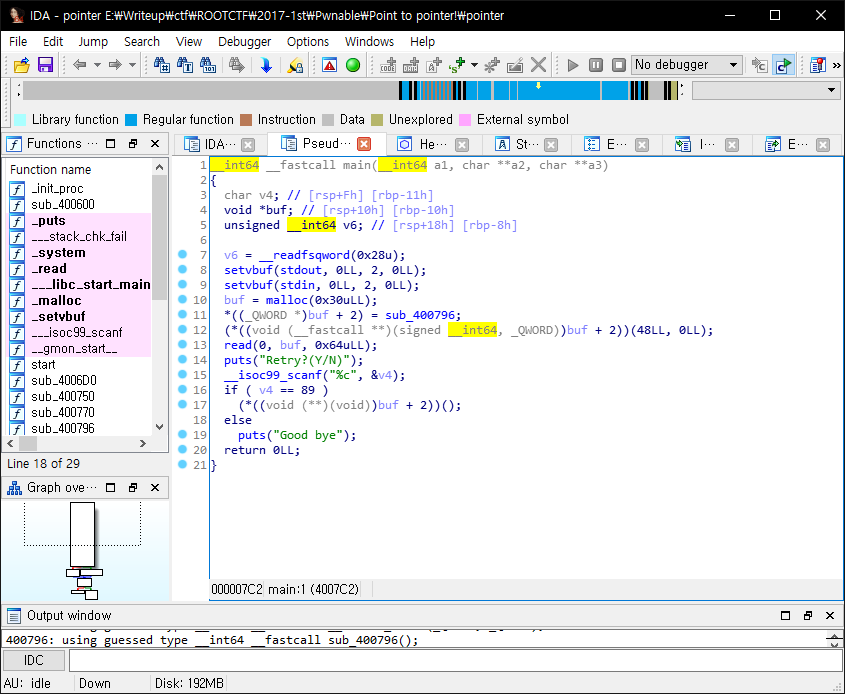 IDA - pointer E:\Writeup\ctf\ROOTCTF\2017-1st\Pwnable\Point to pointer!\pointer
File Edit Jump Search View Debugger Options Windows Help
No debugger
Library function Regular function Instruction Data Unexplored External symbol
Functions ··· IDA··· Pseud··· He··· St··· E··· I··· E···
Function name
_init_proc
sub_400600
_puts
___stack_chk_fail
_system
_read
___libc_start_main
_malloc
_setvbuf
___isoc99_scanf
__gmon_start__
start
sub_4006D0
sub_400750
sub_400770
sub_400796
Line 18 of 29
Graph ove···
1 __int64 __fastcall main(__int64 a1, char **a2, char **a3)
2 {
3 char v4; // [rsp+Fh] [rbp-11h]
4 void *buf; // [rsp+10h] [rbp-10h]
5 unsigned __int64 v6; // [rsp+18h] [rbp-8h]
6
7 v6 = __readfsqword(0x28u);
8 setvbuf(stdout, 0LL, 2, 0LL);
9 setvbuf(stdin, 0LL, 2, 0LL);
10 buf = malloc(0x30uLL);
11 *((_QWORD *)buf + 2) = sub_400796;
12 (*((void (__fastcall **)(signed __int64, _QWORD))buf + 2))(48LL, 0LL);
13 read(0, buf, 0x64uLL);
14 puts("Retry?(Y/N)");
15 __isoc99_scanf("%c", &v4);
16 if ( v4 == 89 )
17 (*((void (**)(void))buf + 2))();
18 else
19 puts("Good bye");
20 return 0LL;
21 }
000007C2 main:1 (4007C2)
Output window
400796: using guessed type __int64 __fastcall sub_400796();
IDC
AU: idle Down Disk: 192MB